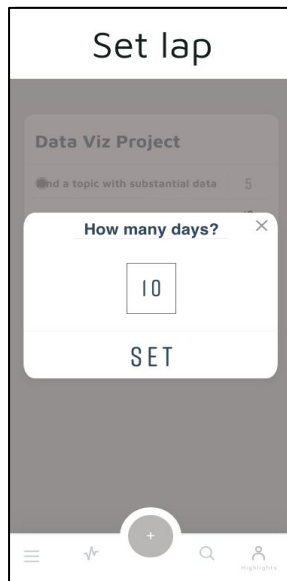 Set lap
Data Viz Project
nd a topic with substantial data 5
How many days?
10
SET
+
Highlights